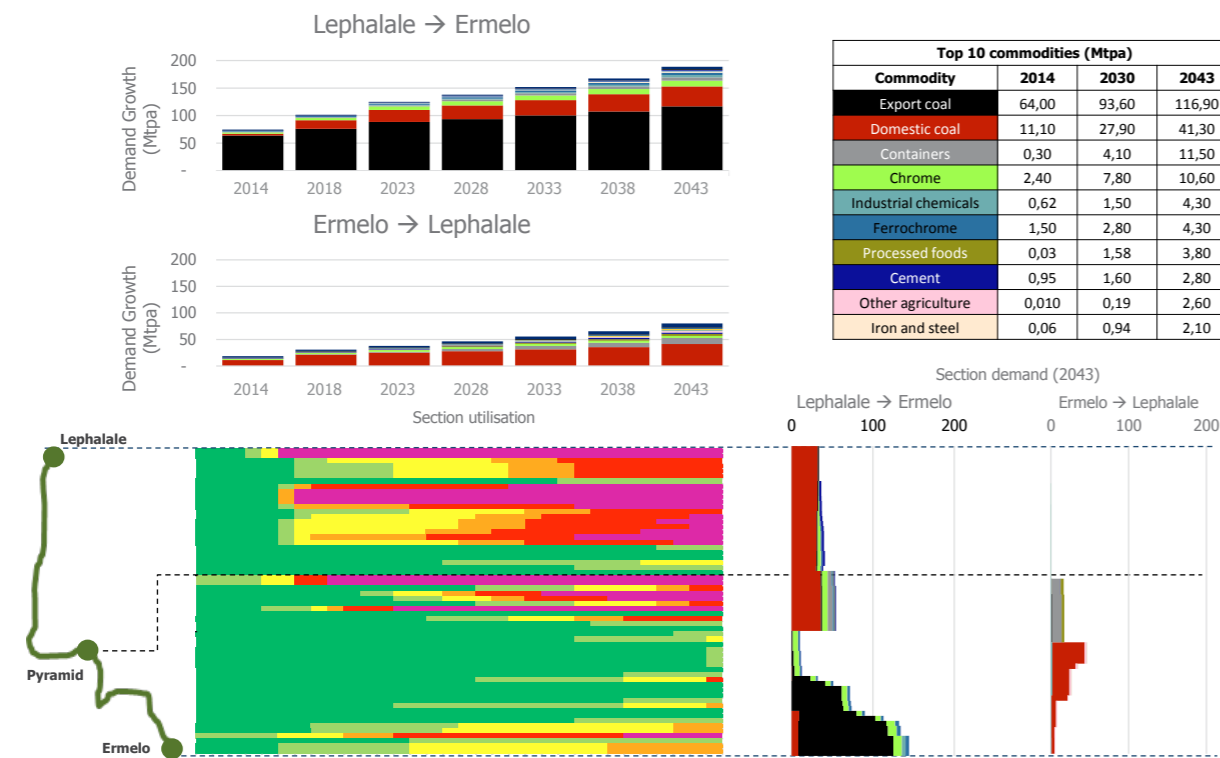 Lephalale → Ermelo
Demand Growth
(Mtpa)
200
150
100
50
-
2014 2018 2023 2028 2033 2038 2043
Ermelo → Lephalale
Demand Growth
(Mtpa)
200
150
100
50
-
2014 2018 2023 2028 2033 2038 2043
Top 10 commodities (Mtpa)
Commodity 2014 2030 2043
Export coal 64,00 93,60 116,90
Domestic coal 11,10 27,90 41,30
Containers 0,30 4,10 11,50
Chrome 2,40 7,80 10,60
Industrial chemicals 0,62 1,50 4,30
Ferrochrome 1,50 2,80 4,30
Processed foods 0,03 1,58 3,80
Cement 0,95 1,60 2,80
Other agriculture 0,010 0,19 2,60
Iron and steel 0,06 0,94 2,10
Section utilisation
Section demand (2043)
Lephalale → Ermelo
0 100 200
Ermelo → Lephalale
0 100 200
Lephalale
Pyramid
Ermelo